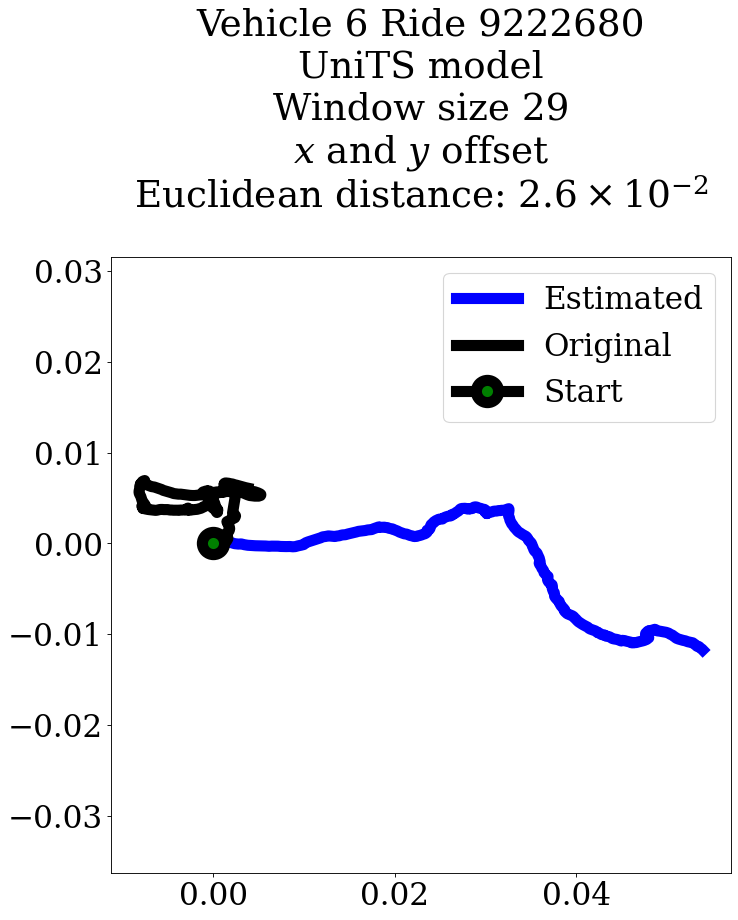 Vehicle 6 Ride 9222680
UniTS model
Window size 29
x and y offset
Euclidean distance: 2.6 × 10⁻²
Estimated
Original
Start
0.03
0.02
0.01
0.00
−0.01
−0.02
−0.03
0.00 0.02 0.04